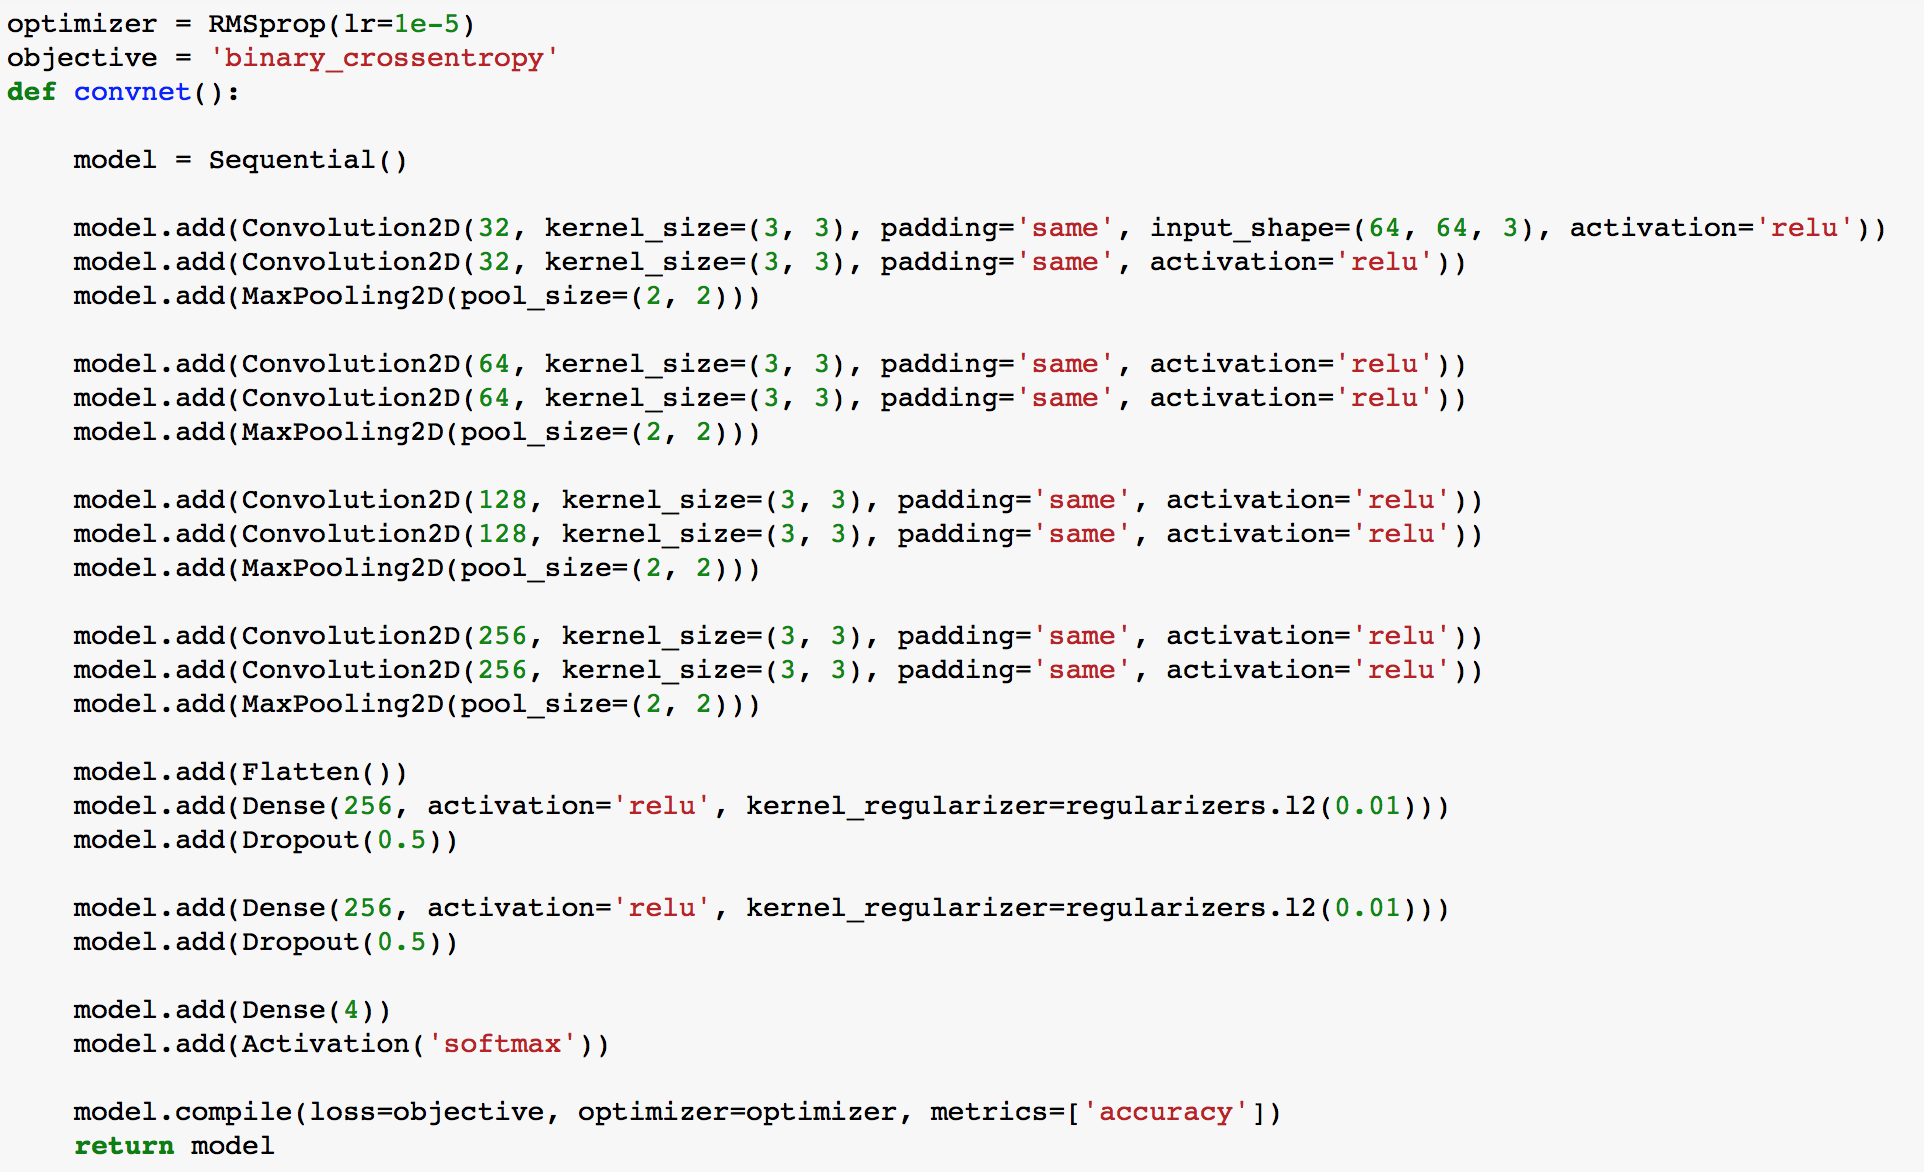 optimizer = RMSprop(lr=1e-5)
objective = 'binary_crossentropy'
def convnet():
model = Sequential()
model.add(Convolution2D(32, kernel_size=(3, 3), padding='same', input_shape=(64, 64, 3), activation='relu'))
model.add(Convolution2D(32, kernel_size=(3, 3), padding='same', activation='relu'))
model.add(MaxPooling2D(pool_size=(2, 2)))
model.add(Convolution2D(64, kernel_size=(3, 3), padding='same', activation='relu'))
model.add(Convolution2D(64, kernel_size=(3, 3), padding='same', activation='relu'))
model.add(MaxPooling2D(pool_size=(2, 2)))
model.add(Convolution2D(128, kernel_size=(3, 3), padding='same', activation='relu'))
model.add(Convolution2D(128, kernel_size=(3, 3), padding='same', activation='relu'))
model.add(MaxPooling2D(pool_size=(2, 2)))
model.add(Convolution2D(256, kernel_size=(3, 3), padding='same', activation='relu'))
model.add(Convolution2D(256, kernel_size=(3, 3), padding='same', activation='relu'))
model.add(MaxPooling2D(pool_size=(2, 2)))
model.add(Flatten())
model.add(Dense(256, activation='relu', kernel_regularizer=regularizers.l2(0.01)))
model.add(Dropout(0.5))
model.add(Dense(256, activation='relu', kernel_regularizer=regularizers.l2(0.01)))
model.add(Dropout(0.5))
model.add(Dense(4))
model.add(Activation('softmax'))
model.compile(loss=objective, optimizer=optimizer, metrics=['accuracy'])
return model